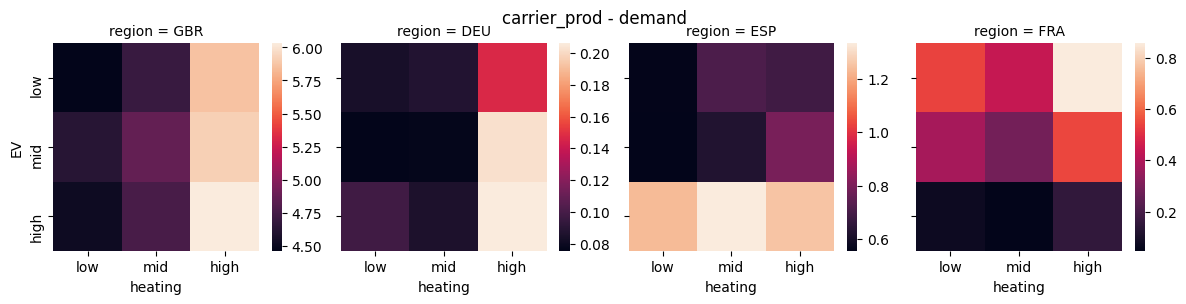 carrier_prod - demand
region = GBR
region = DEU
region = ESP
region = FRA
EV
low
mid
high
6.00
5.75
5.50
5.25
5.00
4.75
4.50
0.20
0.18
0.16
0.14
0.12
0.10
0.08
1.2
1.0
0.8
0.6
0.8
0.6
0.4
0.2
low mid high
low mid high
low mid high
low mid high
heating
heating
heating
heating